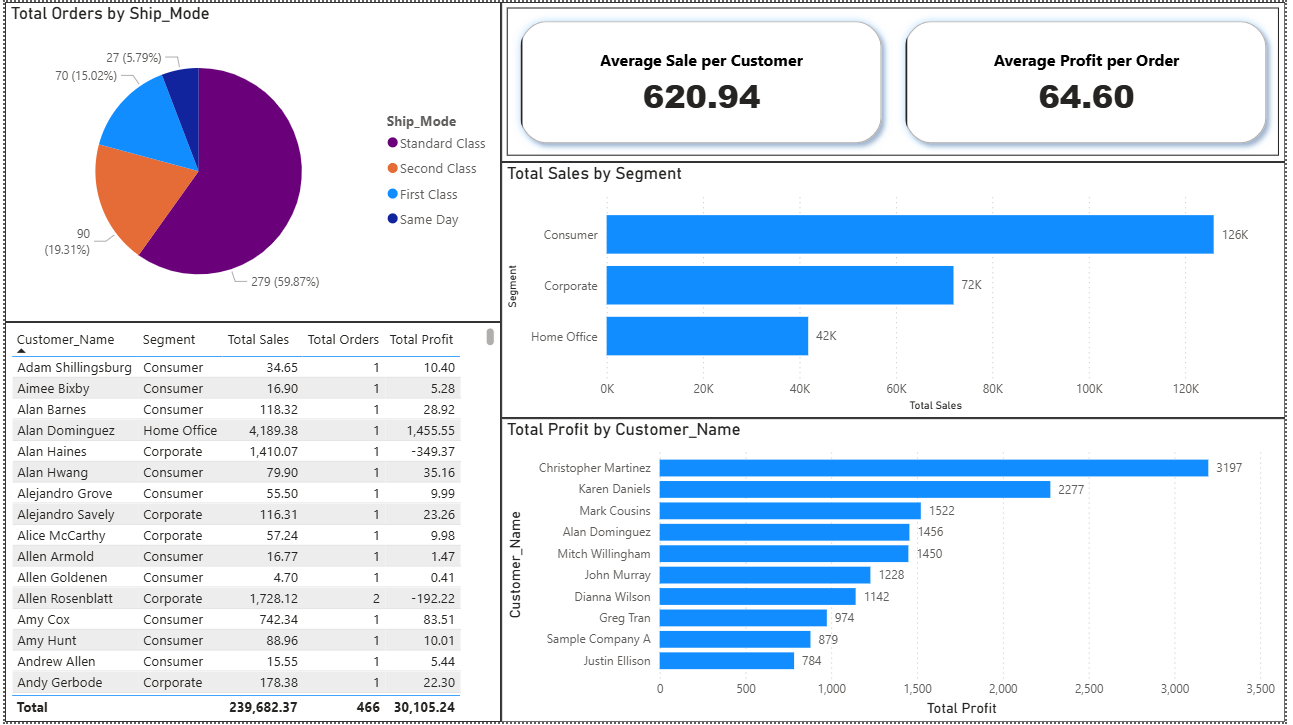 Total Orders by Ship_Mode
27 (5.79%)
70 (15.02%)
90
(19.31%)
279 (59.87%)
Ship_Mode
Standard Class
Second Class
First Class
Same Day
Average Sale per Customer
620.94
Average Profit per Order
64.60
Total Sales by Segment
Segment
Consumer 126K
Corporate 72K
Home Office 42K
0K 20K 40K 60K 80K 100K 120K
Total Sales
Customer_Name Segment Total Sales Total Orders Total Profit
Adam Shillingsburg Consumer 34.65 1 10.40
Aimee Bixby Consumer 16.90 1 5.28
Alan Barnes Consumer 118.32 1 28.92
Alan Dominguez Home Office 4,189.38 1 1,455.55
Alan Haines Corporate 1,410.07 1 -349.37
Alan Hwang Consumer 79.90 1 35.16
Alejandro Grove Consumer 55.50 1 9.99
Alejandro Savely Corporate 116.31 1 23.26
Alice McCarthy Corporate 57.24 1 9.98
Allen Armold Consumer 16.77 1 1.47
Allen Goldenen Consumer 4.70 1 0.41
Allen Rosenblatt Corporate 1,728.12 2 -192.22
Amy Cox Consumer 742.34 1 83.51
Amy Hunt Consumer 88.96 1 10.01
Andrew Allen Consumer 15.55 1 5.44
Andy Gerbode Corporate 178.38 1 22.30
Total 239,682.37 466 30,105.24
Total Profit by Customer_Name
Customer_Name
Christopher Martinez 3197
Karen Daniels 2277
Mark Cousins 1522
Alan Dominguez 1456
Mitch Willingham 1450
John Murray 1228
Dianna Wilson 1142
Greg Tran 974
Sample Company A 879
Justin Ellison 784
0 500 1,000 1,500 2,000 2,500 3,000 3,500
Total Profit